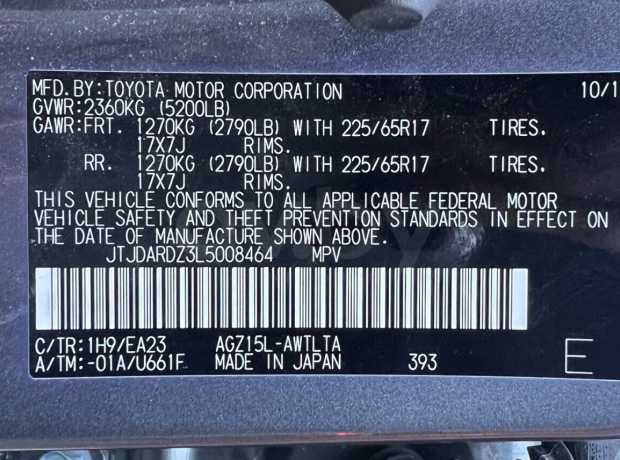 MFD.BY:TOYOTA MOTOR CORPORATION 10/1
GVWR:2360KG (5200LB)
GAWR:FRT. 1270KG (2790LB) WITH 225/65R17 TIRES.
17X7J RIMS.
RR. 1270KG (2790LB) WITH 225/65R17 TIRES.
17X7J RIMS.
THIS VEHICLE CONFORMS TO ALL APPLICABLE FEDERAL MOTOR
VEHICLE SAFETY AND THEFT PREVENTION STANDARDS IN EFFECT ON
THE DATE OF MANUFACTURE SHOWN ABOVE.
JTJDARDZ3L5008464 MPV
C/TR:1H9/EA23 AGZ15L-AWTLTA
A/TM:-01A/U661F MADE IN JAPAN 393 E